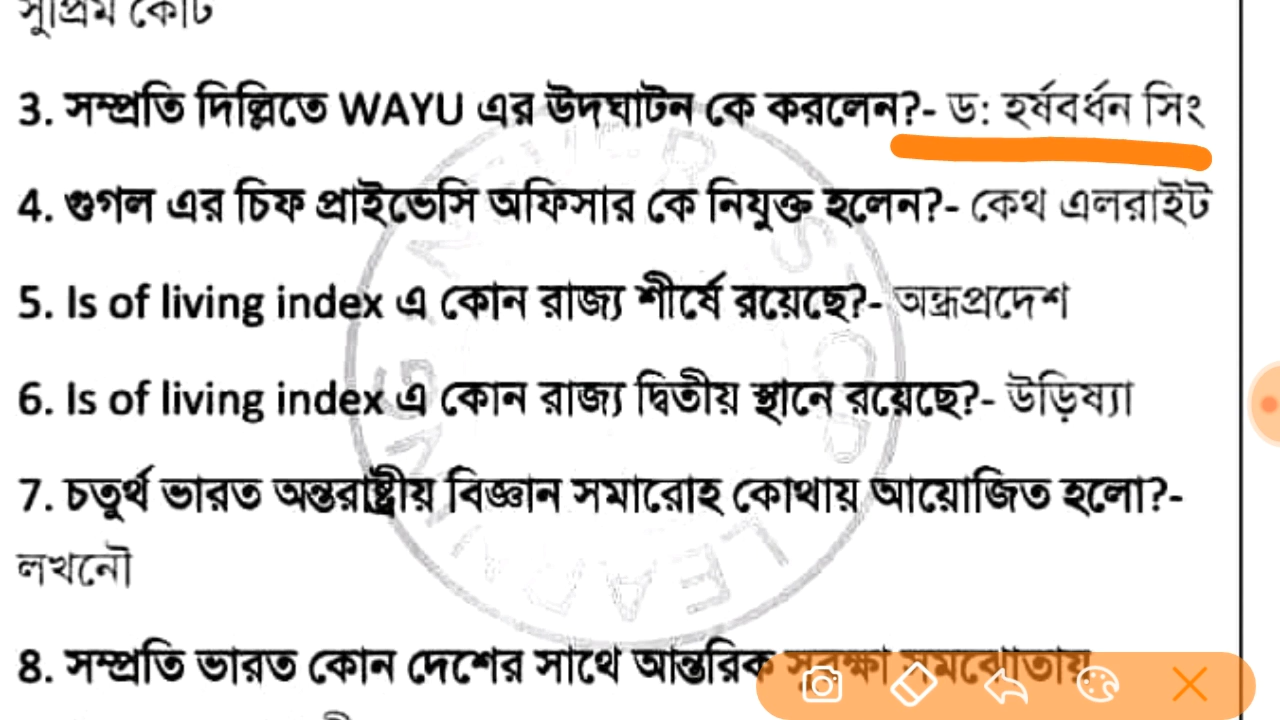 সুপ্রিম কোর্ট
3. সম্প্রতি দিল্লিতে WAYU এর উদঘাটন কে করলেন?- ড: হর্ষবর্ধন সিং
4. গুগল এর চিফ প্রাইভেসি অফিসার কে নিযুক্ত হলেন?- কেথ এলরাইট
5. Is of living index এ কোন রাজ্য শীর্ষে রয়েছে?- অন্ধ্রপ্রদেশ
6. Is of living index এ কোন রাজ্য দ্বিতীয় স্থানে রয়েছে?- উড়িষ্যা
7. চতুর্থ ভারত অন্তরাষ্ট্রীয় বিজ্ঞান সমারোহ কোথায় আয়োজিত হলো?-
লখনৌ
8. সম্প্রতি ভারত কোন দেশের সাথে আন্তরিক সুরক্ষা সমঝোতায়